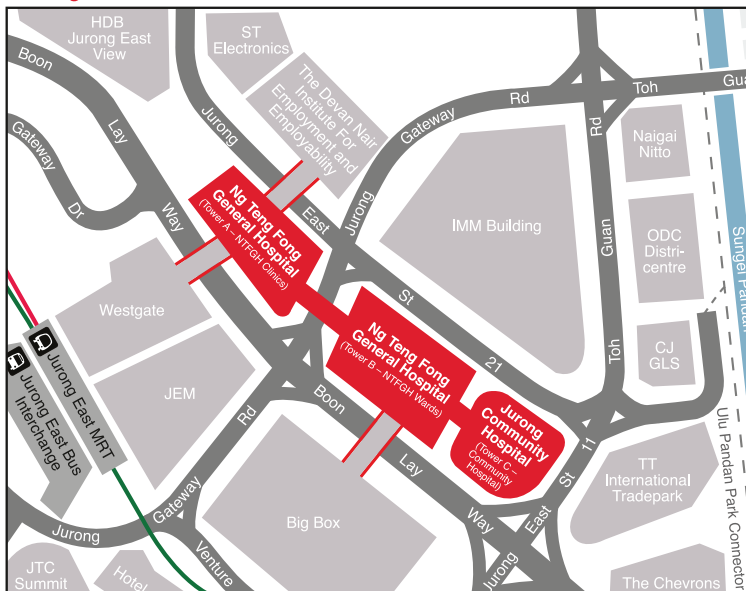 HDB
Jurong East
View
ST
Electronics
The Devan Nair
Institute For
Employment and
Employability
Boon
Lay
Way
Gateway
Dr
Jurong
East
St
21
Jurong
Gateway
Rd
Toh
Gua
Rd
Guan
Toh
Naigai
Nitto
ODC
Distri-
centre
CJ
GLS
Sungei Pandan
Ulu Pandan Park Connector
IMM Building
Ng Teng Fong
General Hospital
(Tower A – NTFGH Clinics)
Ng Teng Fong
General Hospital
(Tower B – NTFGH Wards)
Jurong
Community
Hospital
(Tower C –
Community
Hospital)
Westgate
JEM
Jurong East MRT
Jurong East Bus
Interchange
Boon
Lay
Way
Jurong
Gateway
Rd
Venture
Big Box
Jurong
East
St
11
TT
International
Tradepark
The Chevrons
JTC
Summit
Hotel